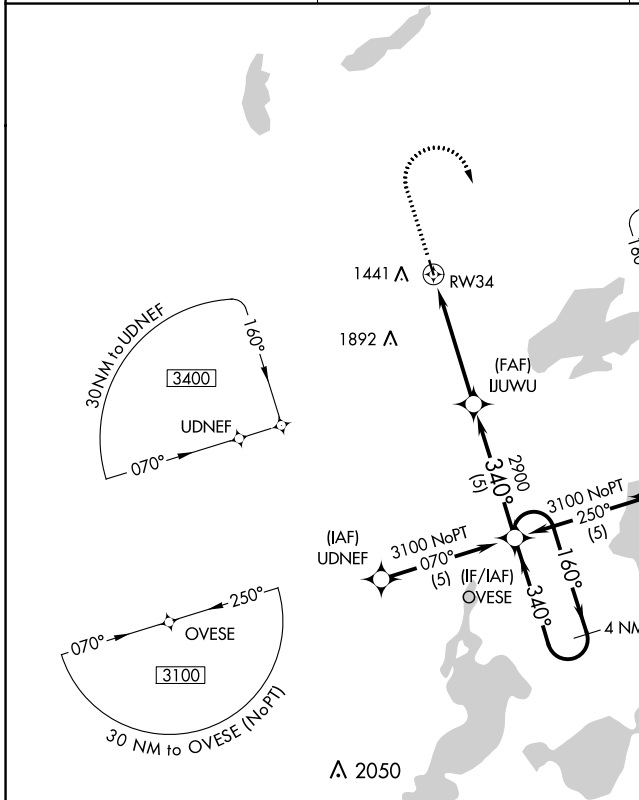 1441
RW34
1892
(FAF)
IJUWU
30NM to UDNEF
160°
3400
UDNEF
070°
2900
340°
(5)
3100 NoPT
250°
(5)
(IAF)
UDNEF
3100 NoPT
070°
(5)
(IF/IAF)
OVESE
160°
340°
4 NM
070°
250°
OVESE
3100
30 NM to OVESE (NoPT)
2050